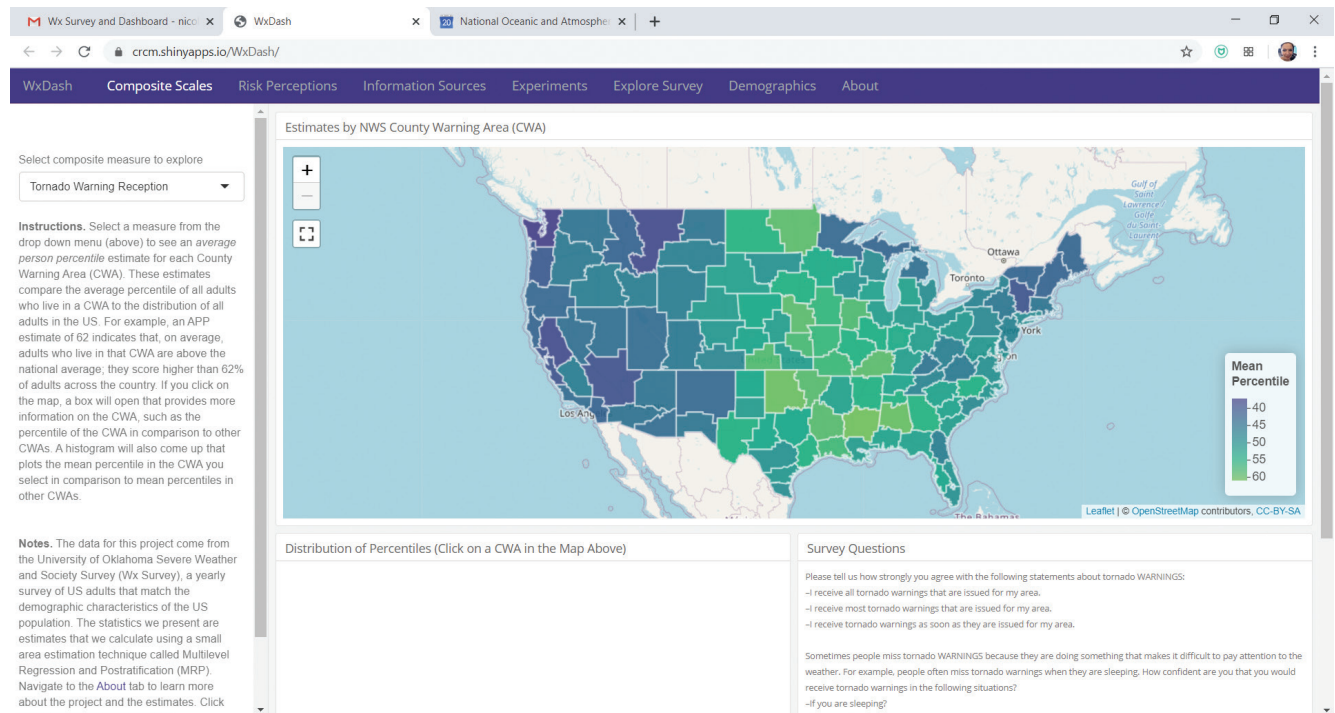 Wx Survey and Dashboard - nico
WxDash
20 National Oceanic and Atmosphe
crcm.shinyapps.io/WxDash/
WxDash Composite Scales Risk Perceptions Information Sources Experiments Explore Survey Demographics About
Select composite measure to explore
Tornado Warning Reception
Instructions. Select a measure from the
drop down menu (above) to see an average
person percentile estimate for each County
Warning Area (CWA). These estimates
compare the average percentile of all adults
who live in a CWA to the distribution of all
adults in the US. For example, an APP
estimate of 62 indicates that, on average,
adults who live in that CWA are above the
national average; they score higher than 62%
of adults across the country. If you click on
the map, a box will open that provides more
information on the CWA, such as the
percentile of the CWA in comparison to other
CWAs. A histogram will also come up that
plots the mean percentile in the CWA you
select in comparison to mean percentiles in
other CWAs.
Notes. The data for this project come from
the University of Oklahoma Severe Weather
and Society Survey (Wx Survey), a yearly
survey of US adults that match the
demographic characteristics of the US
population. The statistics we present are
estimates that we calculate using a small
area estimation technique called Multilevel
Regression and Postratification (MRP).
Navigate to the About tab to learn more
about the project and the estimates. Click
Estimates by NWS County Warning Area (CWA)
+
−
Gulf of
Saint
Lawrence
Golfe
du Saint
Laurent
Ottawa
Toronto
York
Los Ang
The Bahamas
Mean
Percentile
40
45
50
55
60
Leaflet | © OpenStreetMap contributors, CC-BY-SA
Distribution of Percentiles (Click on a CWA in the Map Above)
Survey Questions
Please tell us how strongly you agree with the following statements about tornado WARNINGS:
–I receive all tornado warnings that are issued for my area.
–I receive most tornado warnings that are issued for my area.
–I receive tornado warnings as soon as they are issued for my area.
Sometimes people miss tornado WARNINGS because they are doing something that makes it difficult to pay attention to the
weather. For example, people often miss tornado warnings when they are sleeping. How confident are you that you would
receive tornado warnings in the following situations?
–If you are sleeping?